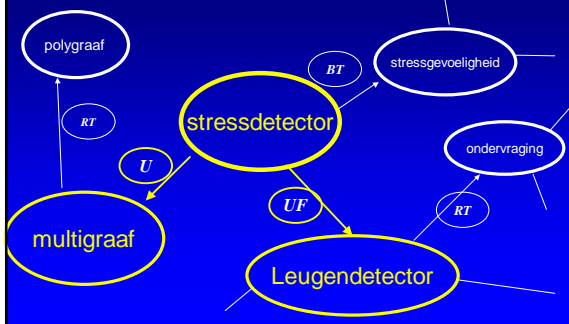 polygraaf
BT
stressgevoeligheid
RT
stressdetector
ondervraging
U
UF
RT
multigraaf
Leugendetector